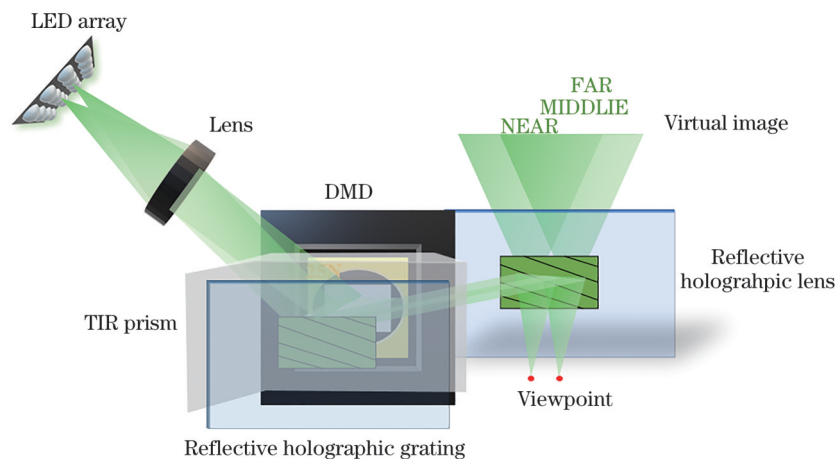 LED array
Lens
DMD
FAR
MIDDLIE
NEAR
Virtual image
Reflective
holograhpic lens
TIR prism
Viewpoint
Reflective holographic grating